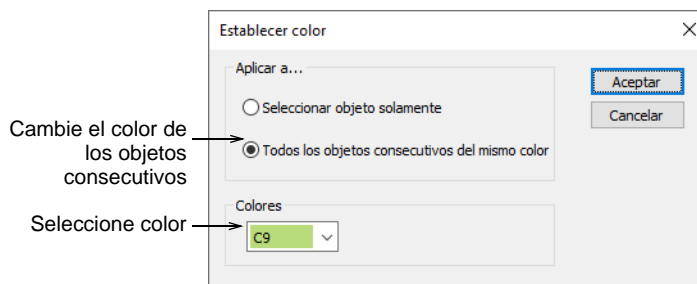 Establecer color
Aplicar a...
Aceptar
Seleccionar objeto solamente
Cancelar
Cambie el color de
los objetos
consecutivos
Todos los objetos consecutivos del mismo color
Colores
Seleccione color
C9